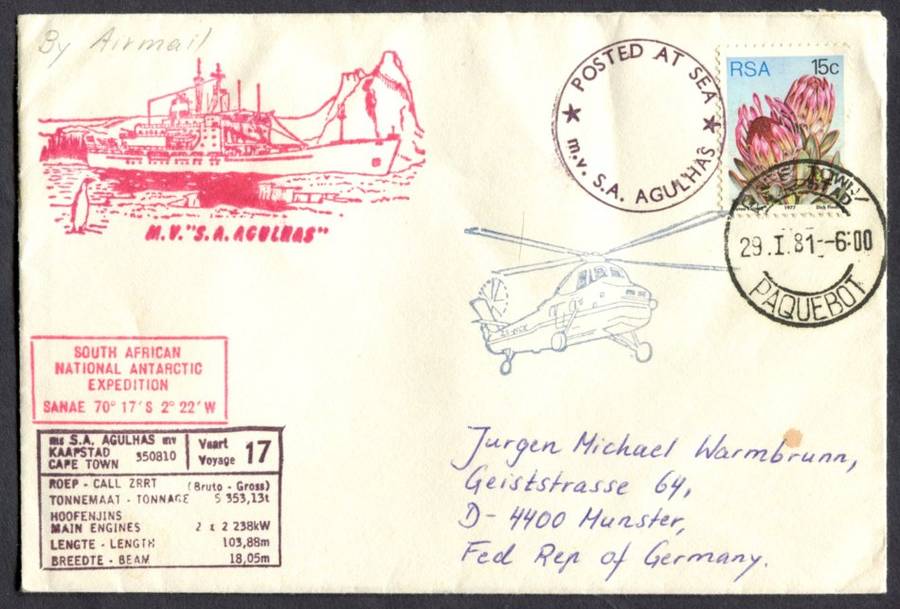 By Airmail
POSTED AT SEA
m.v. S.A. AGULHAS
RSA 15c
1977
29.I.81--6:00
PAQUEBOT
M.V. "S.A. AGULHAS"
SOUTH AFRICAN
NATIONAL ANTARCTIC
EXPEDITION
SANAE 70° 17'S 2° 22'W
ms S.A. AGULHAS mv
KAAPSTAD 350810
CAPE TOWN
Vaart
Voyage 17
ROEP - CALL ZRRT (Bruto - Gross)
TONNEMAAT - TONNAGE 5 353,13t
HOOFENJINS
MAIN ENGINES 2 x 2 238kW
LENGTE - LENGTH 103,88m
BREEDTE - BEAM 18,05m
Jurgen Michael Warmbrunn,
Geiststrasse 64,
D-4400 Munster,
Fed Rep of Germany.